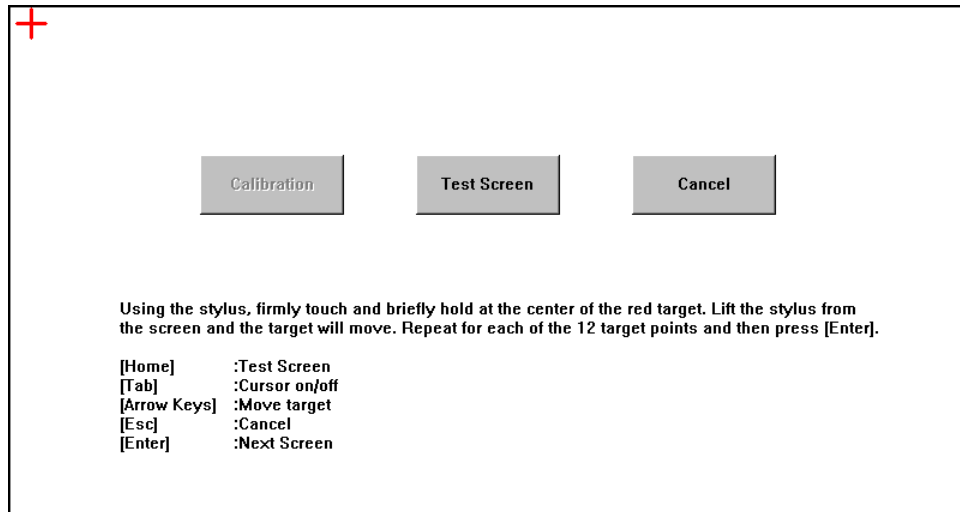 Calibration
Test Screen
Cancel
Using the stylus, firmly touch and briefly hold at the center of the red target. Lift the stylus from
the screen and the target will move. Repeat for each of the 12 target points and then press [Enter].
[Home] :Test Screen
[Tab] :Cursor on/off
[Arrow Keys] :Move target
[Esc] :Cancel
[Enter] :Next Screen